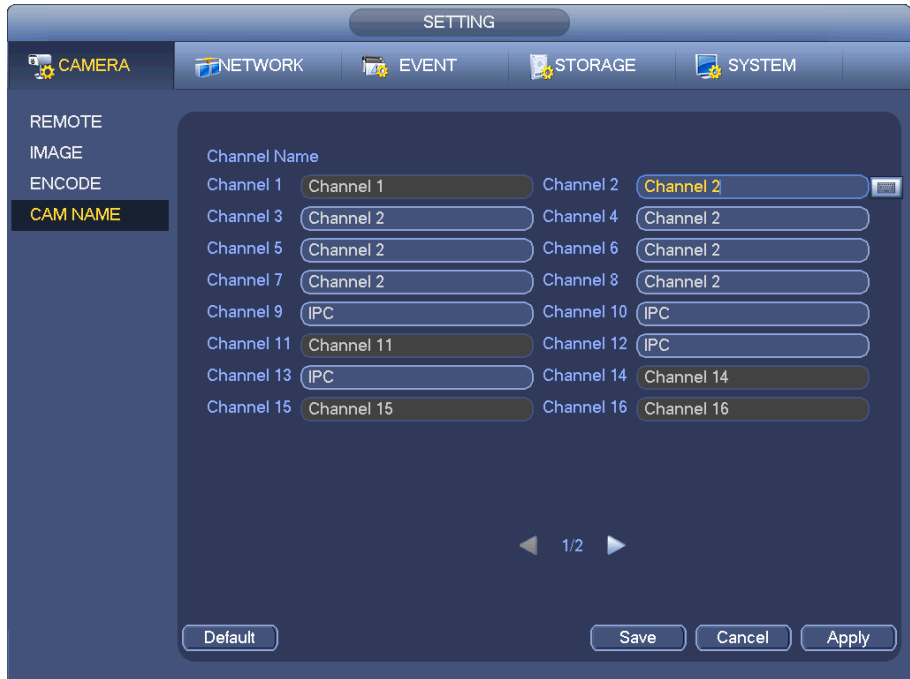 SETTING
CAMERA NETWORK EVENT STORAGE SYSTEM
REMOTE
IMAGE
ENCODE
CAM NAME
Channel Name
Channel 1 Channel 1 Channel 2 Channel 2
Channel 3 Channel 2 Channel 4 Channel 2
Channel 5 Channel 2 Channel 6 Channel 2
Channel 7 Channel 2 Channel 8 Channel 2
Channel 9 IPC Channel 10 IPC
Channel 11 Channel 11 Channel 12 IPC
Channel 13 IPC Channel 14 Channel 14
Channel 15 Channel 15 Channel 16 Channel 16
1/2
Default Save Cancel Apply